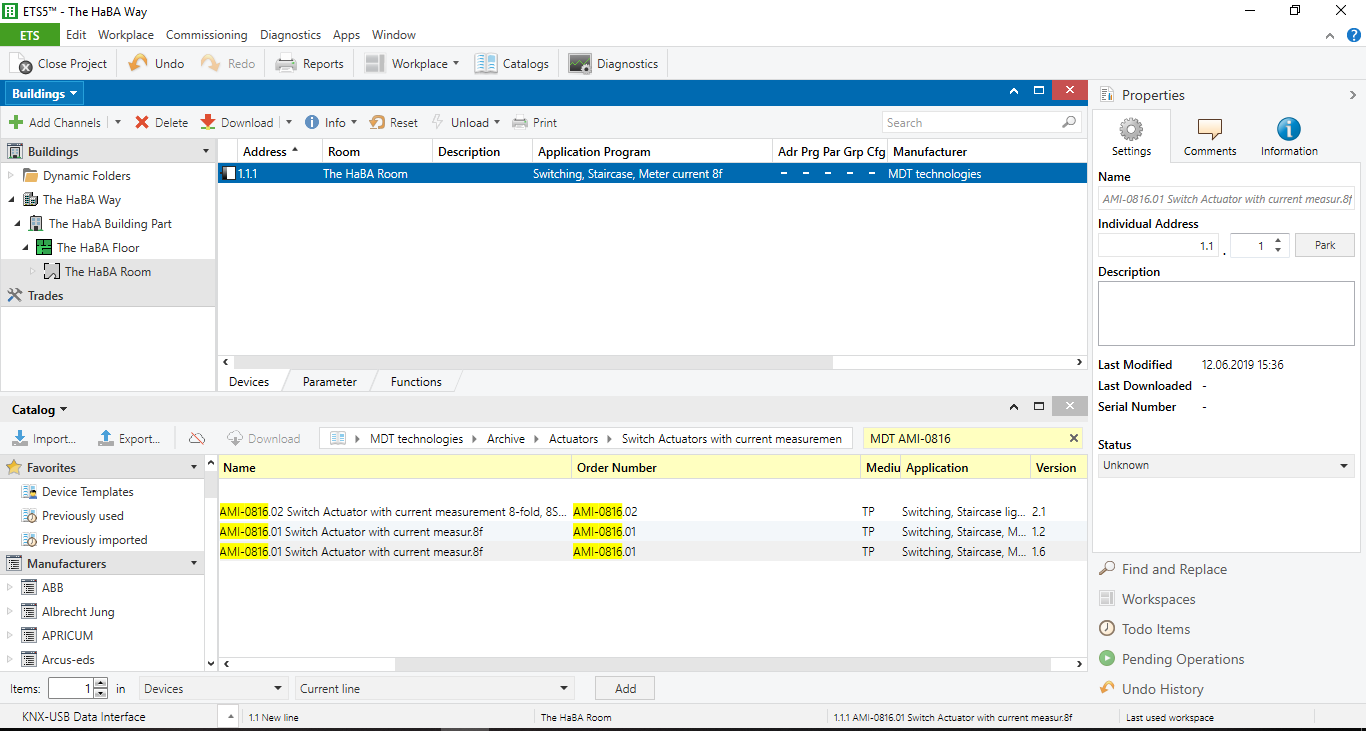 ETS5™ - The HaBA Way
ETS Edit Workplace Commissioning Diagnostics Apps Window
Close Project Undo Redo Reports Workplace Catalogs Diagnostics
Buildings
Add Channels Delete Download Info Reset Unload Print Search
Buildings
Address Room Description Application Program Adr Prg Par Grp Cfg Manufacturer
1.1.1 The HaBA Room Switching, Staircase, Meter current 8f - - - - - MDT technologies
Dynamic Folders
The HaBA Way
The HabA Building Part
The HaBA Floor
The HaBA Room
Trades
Devices Parameter Functions
Properties
Settings Comments Information
Name
AMI-0816.01 Switch Actuator with current measur.8f
Individual Address
1.1 . 1 Park
Description
Last Modified 12.06.2019 15:36
Last Downloaded -
Serial Number -
Status
Unknown
Catalog
Import... Export... Download MDT technologies Archive Actuators Switch Actuators with current measuremen MDT AMI-0816
Favorites
Device Templates
Previously used
Previously imported
Manufacturers
ABB
Albrecht Jung
APRICUM
Arcus-eds
Name Order Number Mediu Application Version
AMI-0816.02 Switch Actuator with current measurement 8-fold, 8S... AMI-0816.02 TP Switching, Staircase lig... 2.1
AMI-0816.01 Switch Actuator with current measur.8f AMI-0816.01 TP Switching, Staircase, M... 1.2
AMI-0816.01 Switch Actuator with current measur.8f AMI-0816.01 TP Switching, Staircase, M... 1.6
Find and Replace
Workspaces
Todo Items
Pending Operations
Undo History
Items: 1 in Devices Current line Add
KNX-USB Data Interface 1.1 New line The HaBA Room 1.1.1 AMI-0816.01 Switch Actuator with current measur.8f Last used workspace